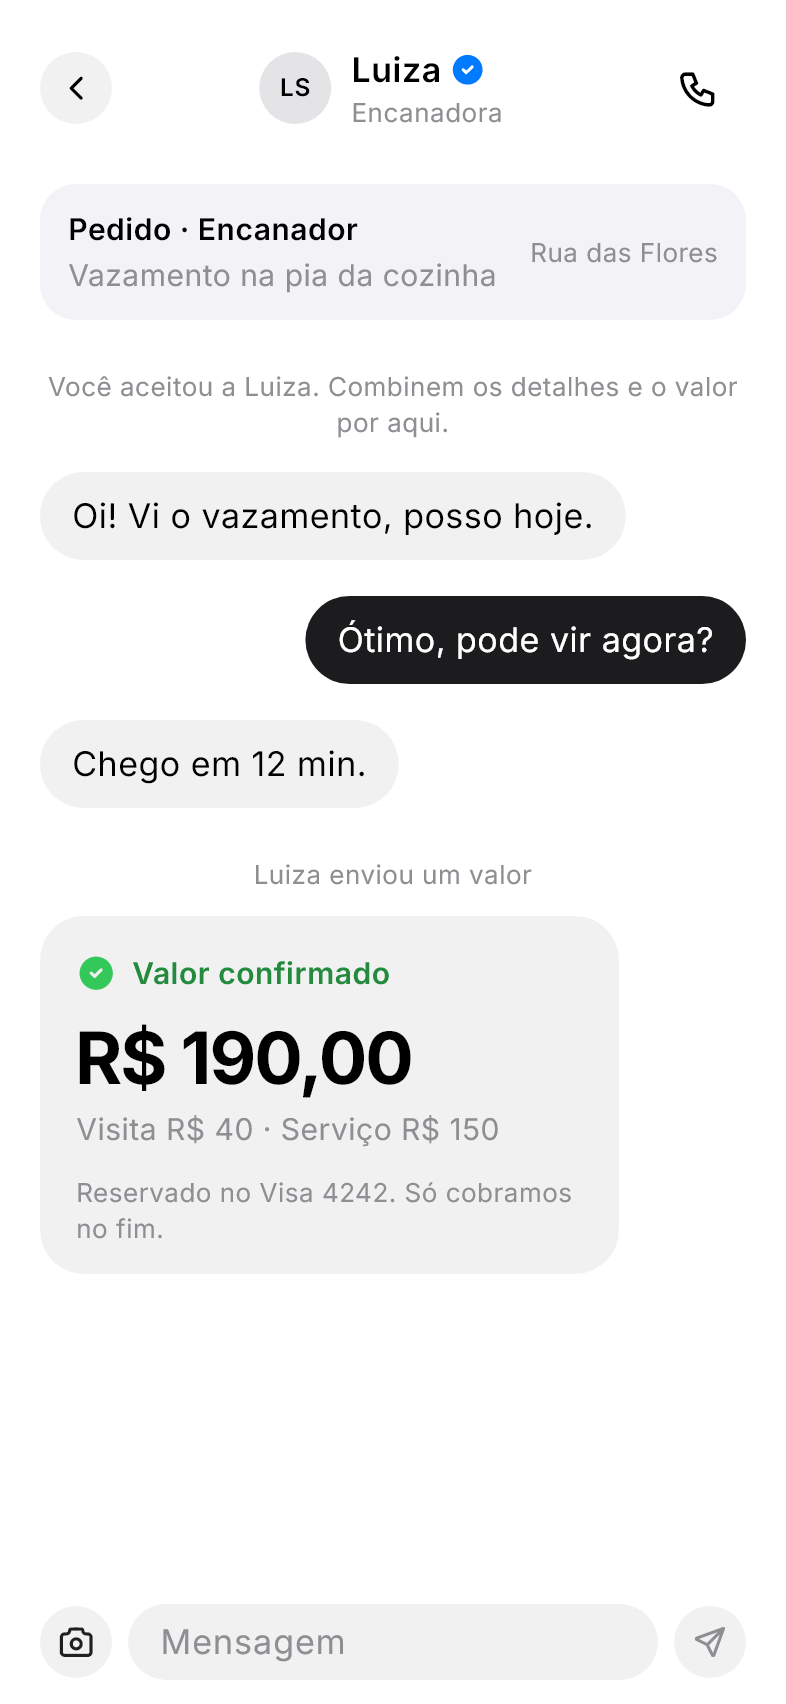 LS
Luiza
Encanadora
Pedido · Encanador
Vazamento na pia da cozinha
Rua das Flores
Você aceitou a Luiza. Combinem os detalhes e o valor
por aqui.
Oi! Vi o vazamento, posso hoje.
Ótimo, pode vir agora?
Chego em 12 min.
Luiza enviou um valor
Valor confirmado
R$ 190,00
Visita R$ 40 · Serviço R$ 150
Reservado no Visa 4242. Só cobramos
no fim.
Mensagem